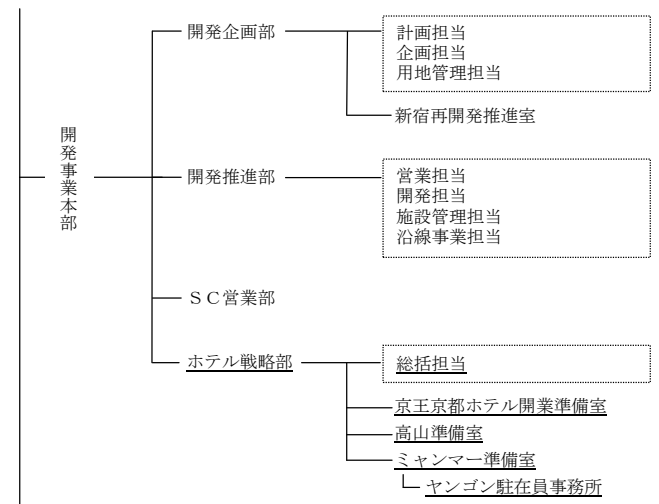 開発企画部
計画担当
企画担当
用地管理担当
新宿再開発推進室
開発事業本部
開発推進部
営業担当
開発担当
施設管理担当
沿線事業担当
ＳＣ営業部
ホテル戦略部
総括担当
京王京都ホテル開業準備室
高山準備室
ミャンマー準備室
ヤンゴン駐在員事務所